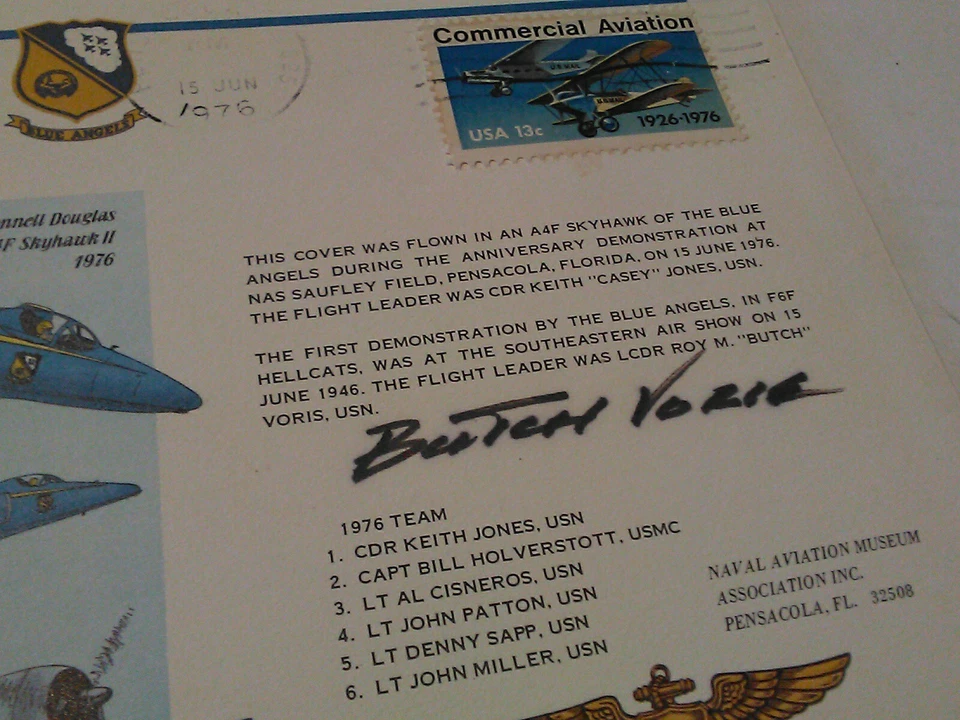 Commercial Aviation
U.S. MAIL
U.S. MAIL
USA 13c
1926-1976
15 JUN
1976
BLUE ANGELS
nnell Douglas
4F Skyhawk II
1976
THIS COVER WAS FLOWN IN AN A4F SKYHAWK OF THE BLUE
ANGELS DURING THE ANNIVERSARY DEMONSTRATION AT
NAS SAUFLEY FIELD, PENSACOLA, FLORIDA, ON 15 JUNE 1976.
THE FLIGHT LEADER WAS CDR KEITH "CASEY" JONES, USN.
THE FIRST DEMONSTRATION BY THE BLUE ANGELS, IN F6F
HELLCATS, WAS AT THE SOUTHEASTERN AIR SHOW ON 15
JUNE 1946. THE FLIGHT LEADER WAS LCDR ROY M. "BUTCH"
VORIS, USN.
Butch Voris
1976 TEAM
1. CDR KEITH JONES, USN
2. CAPT BILL HOLVERSTOTT, USMC
3. LT AL CISNEROS, USN
4. LT JOHN PATTON, USN
5. LT DENNY SAPP, USN
6. LT JOHN MILLER, USN
NAVAL AVIATION MUSEUM
ASSOCIATION INC.
PENSACOLA, FL. 32508